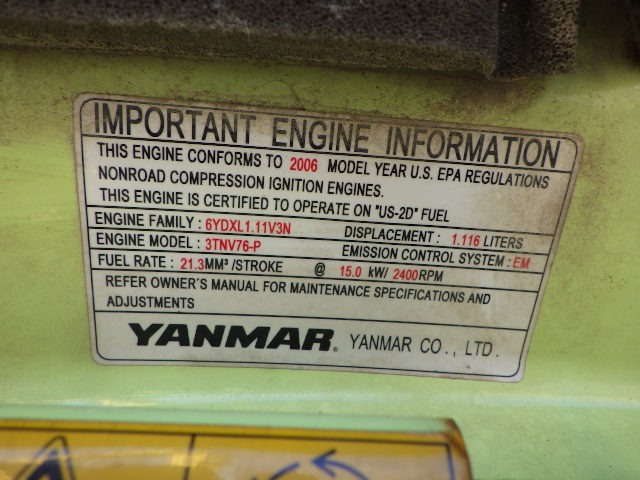 IMPORTANT ENGINE INFORMATION
THIS ENGINE CONFORMS TO 2006 MODEL YEAR U.S. EPA REGULATIONS
NONROAD COMPRESSION IGNITION ENGINES.
THIS ENGINE IS CERTIFIED TO OPERATE ON "US-2D" FUEL
ENGINE FAMILY : 6YDXL1.11V3N DISPLACEMENT : 1.116 LITERS
ENGINE MODEL : 3TNV76-P EMISSION CONTROL SYSTEM : EM
FUEL RATE : 21.3MM³/STROKE @ 15.0 kW/ 2400RPM
REFER OWNER'S MANUAL FOR MAINTENANCE SPECIFICATIONS AND
ADJUSTMENTS
YANMAR. YANMAR CO., LTD.